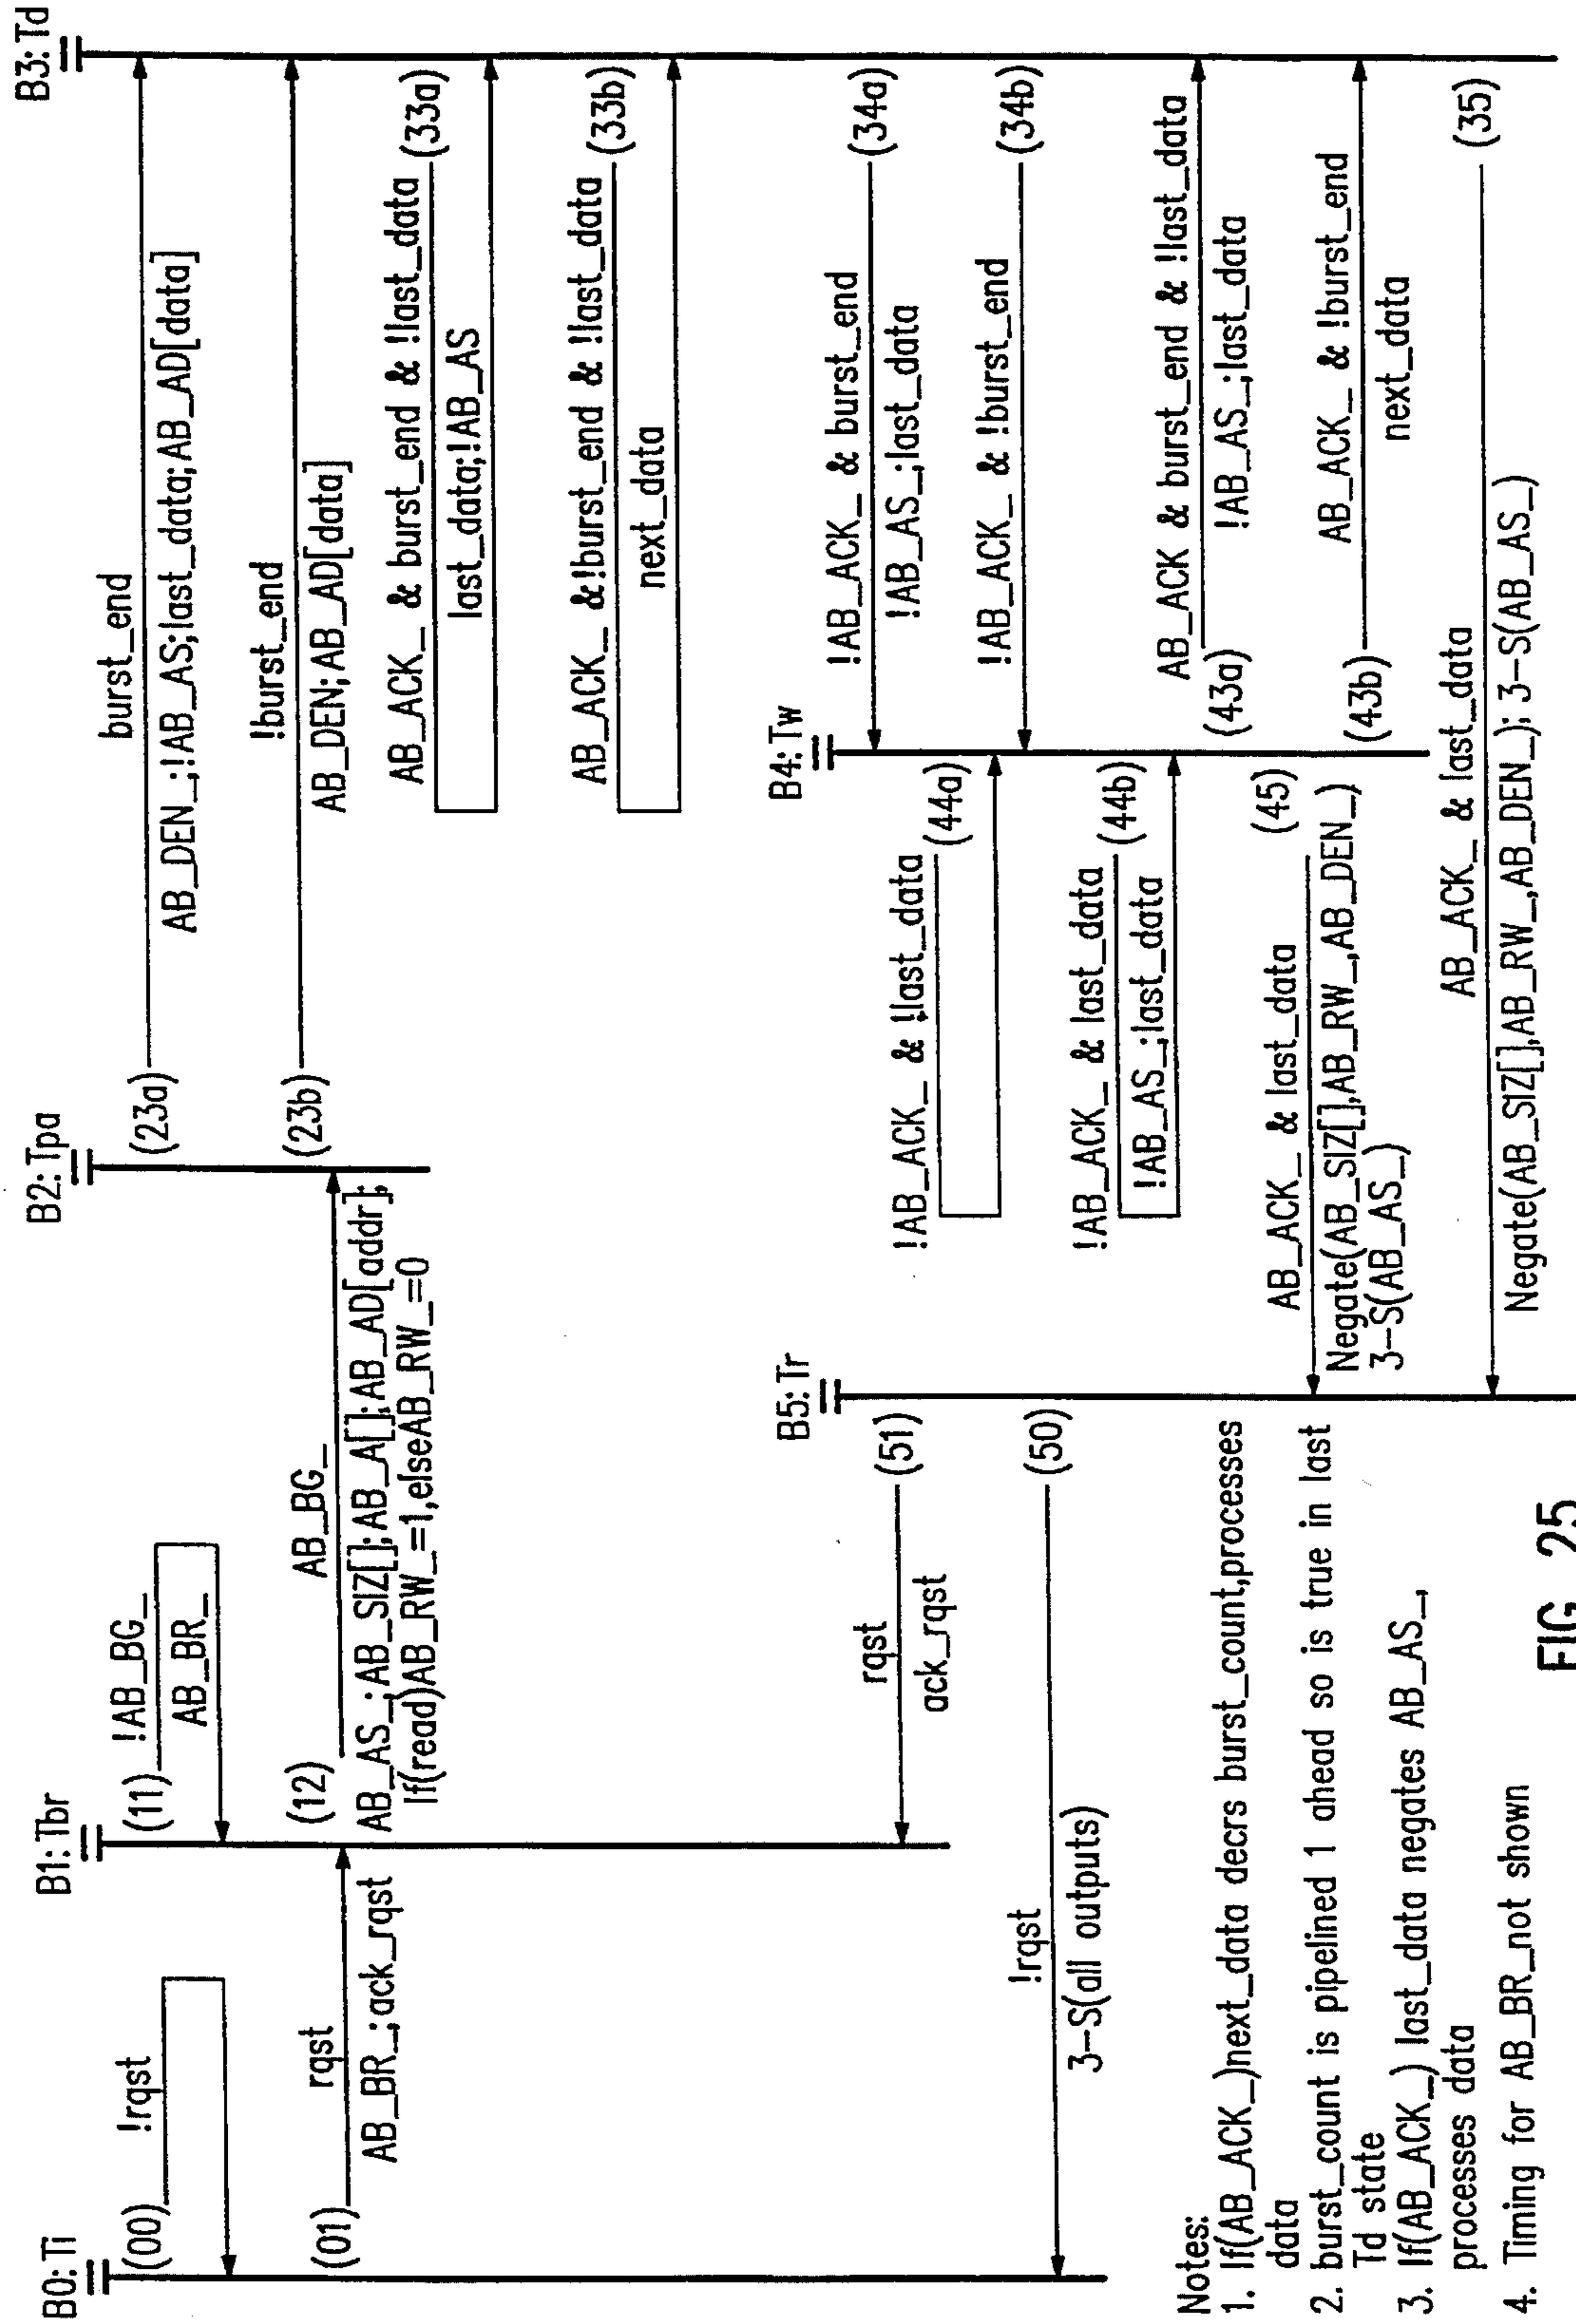 B0: Ti
(00)
!rqst
(01)
rqst
AB_BR_;ack_rqst
B1: Tbr
(11)
!AB_BG_
AB_BR_
(12)
AB_BG_
AB_AS_;AB_SIZ[];AB_A[];AB_AD[addr];
If(read)AB_RW_=1,elseAB_RW_=0
B2: Tpa
(23a)
burst_end
AB_DEN_;!AB_AS;last_data;AB_AD[data]
(23b)
!burst_end
AB_DEN;AB_AD[data]
B3: Td
AB_ACK_ & burst_end & !last_data (33a)
last_data;!AB_AS
AB_ACK_ &!burst_end & !last_data (33b)
next_data
!AB_ACK_ & burst_end (34a)
!AB_AS_;last_data
!AB_ACK_ & !burst_end (34b)
B4: Tw
AB_ACK & burst_end & !last_data
(43a)
!AB_AS_;last_data
AB_ACK_ & !burst_end
(43b)
next_data
!AB_ACK_ & !last_data (44a)
!AB_ACK_ & last_data (44b)
!AB_AS_;last_data
(45)
AB_ACK_ & last_data
Negate(AB_SIZ[],AB_RW_,AB_DEN_)
3-S(AB_AS_)
AB_ACK_ & last_data (35)
Negate(AB_SIZ[],AB_RW_,AB_DEN_); 3-S(AB_AS_)
B5: Tr
rqst (51)
ack_rqst
!rqst (50)
3-S(all outputs)
Notes:
1. If(AB_ACK_)next_data decrs burst_count,processes
data
2. burst_count is pipelined 1 ahead so is true in last
Td state
3. If(AB_ACK_) last_data negates AB_AS_,
processes data
4. Timing for AB_BR_not shown
FIG. 25